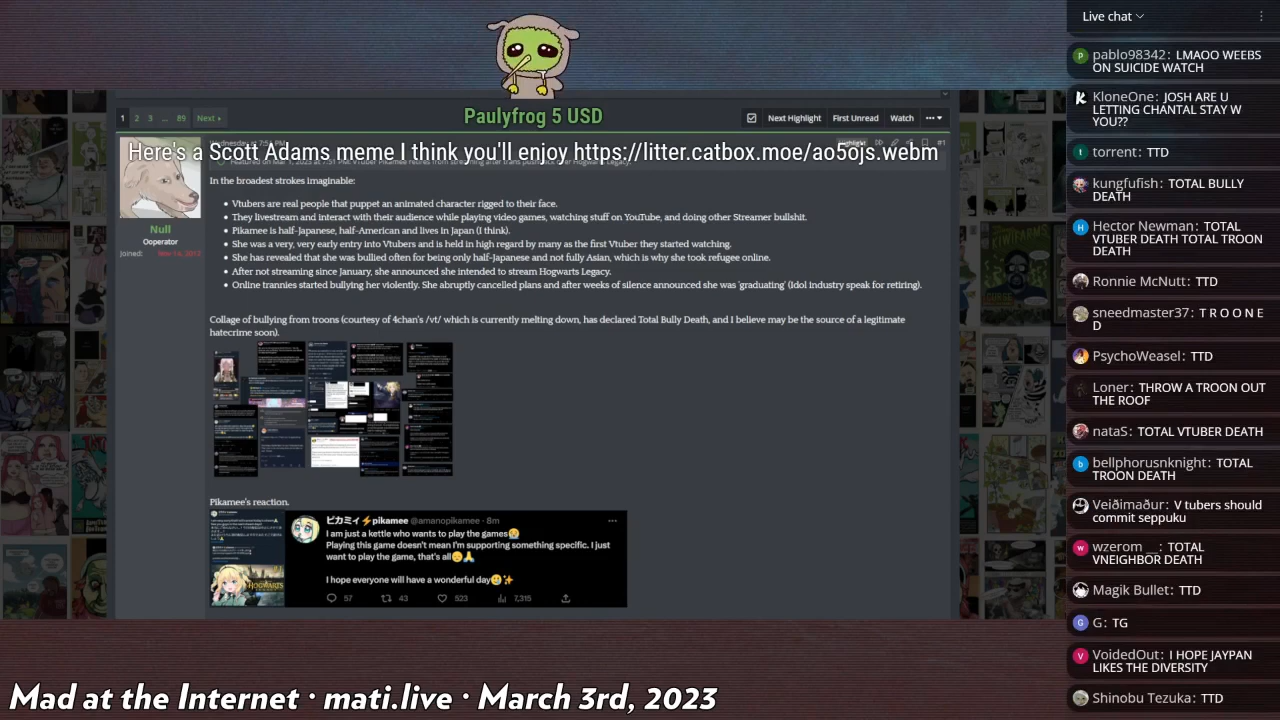 Paulyfrog 5 USD
Here's a Scott Adams meme I think you'll enjoy https://litter.catbox.moe/ao5ojs.webm
1 2 3 ... 89 Next
Next Highlight First Unread Watch
#1
Null
Ooperator
Joined: Nov 14, 2012
In the broadest strokes imaginable:
Vtubers are real people that puppet an animated character rigged to their face.
They livestream and interact with their audience while playing video games, watching stuff on YouTube, and doing other Streamer bullshit.
Pikamee is half-Japanese, half-American and lives in Japan (I think).
She was a very, very early entry into Vtubers and is held in high regard by many as the first Vtuber they started watching.
She has revealed that she was bullied often for being only half-Japanese and not fully Asian, which is why she took refugee online.
After not streaming since January, she announced she intended to stream Hogwarts Legacy.
Online trannies started bullying her violently. She abruptly cancelled plans and after weeks of silence announced she was 'graduating' (idol industry speak for retiring).
Collage of bullying from troons (courtesy of 4chan's /vt/ which is currently melting down, has declared Total Bully Death, and I believe may be the source of a legitimate
hatecrime soon).
Pikamee's reaction.
ピカミィ⚡pikamee @amanopikamee · 8m
I am just a kettle who wants to play the games
Playing this game doesn't mean I'm supporting something specific. I just
want to play the game, that's all
I hope everyone will have a wonderful day
57 43 523 7,315
Mad at the Internet · mati.live · March 3rd, 2023
Live chat
pablo98342: LMAOO WEEBS
ON SUICIDE WATCH
KloneOne: JOSH ARE U
LETTING CHANTAL STAY W
YOU??
torrent: TTD
kungfufish: TOTAL BULLY
DEATH
Hector Newman: TOTAL
VTUBER DEATH TOTAL TROON
DEATH
Ronnie McNutt: TTD
snedmaster37: T R O O N E
D
PsychoWeasel: TTD
Loner: THROW A TROON OUT
THE ROOF
naaS: TOTAL VTUBER DEATH
bellmanrusnknight: TOTAL
TROON DEATH
Zelaimadur: V tubers should
commit sepuku
wzerom__: TOTAL
VNEIGHBOR DEATH
Magik Bullet: TTD
G: TG
VoidedOut: I HOPE JAYPAN
LIKES THE DIVERSITY
Shinobu Tezuka: TTD